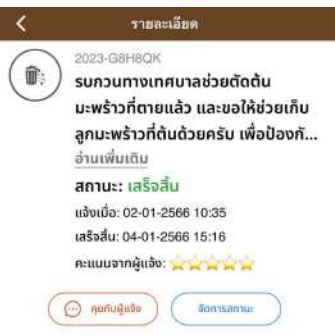 รายละเอียด
2023-G8H8QK
รบกวนทางเทศบาลช่วยตัดต้น
มะพร้าวที่ตายแล้ว และขอให้ช่วยเก็บ
ลูกมะพร้าวที่ต้นด้วยครับ เพื่อป้องกั...
อ่านเพิ่มเติม
สถานะ: เสร็จสิ้น
แจ้งเมื่อ: 02-01-2566 10:35
เสร็จสิ้น: 04-01-2566 15:16
คะแนนจากผู้แจ้ง:
คุยกับผู้แจ้ง
จัดการสถานะ